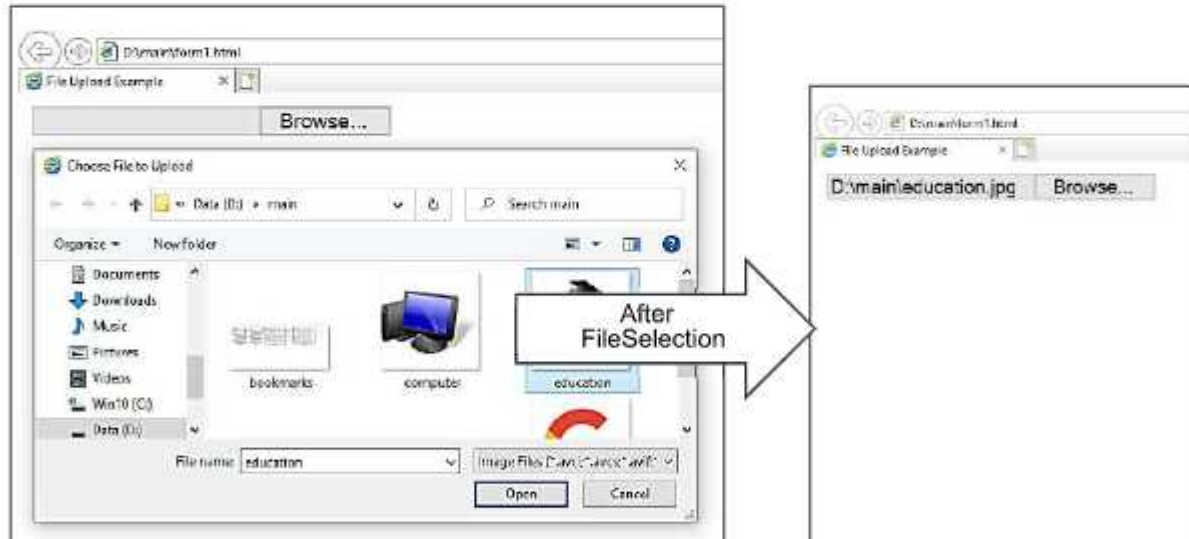 D:\main\form1.html
File Upload Example
Browse...
Choose File to Upload
Data (D:) main
Search main
Organize New folder
Documents
Downloads
Music
Pictures
Videos
Win10 (C:)
Data (D:)
bookmarks
computer
education
File name: education
Image Files
Open Cancel
After
FileSelection
D:\main\form1.html
File Upload Example
D:\main\education.jpg Browse...